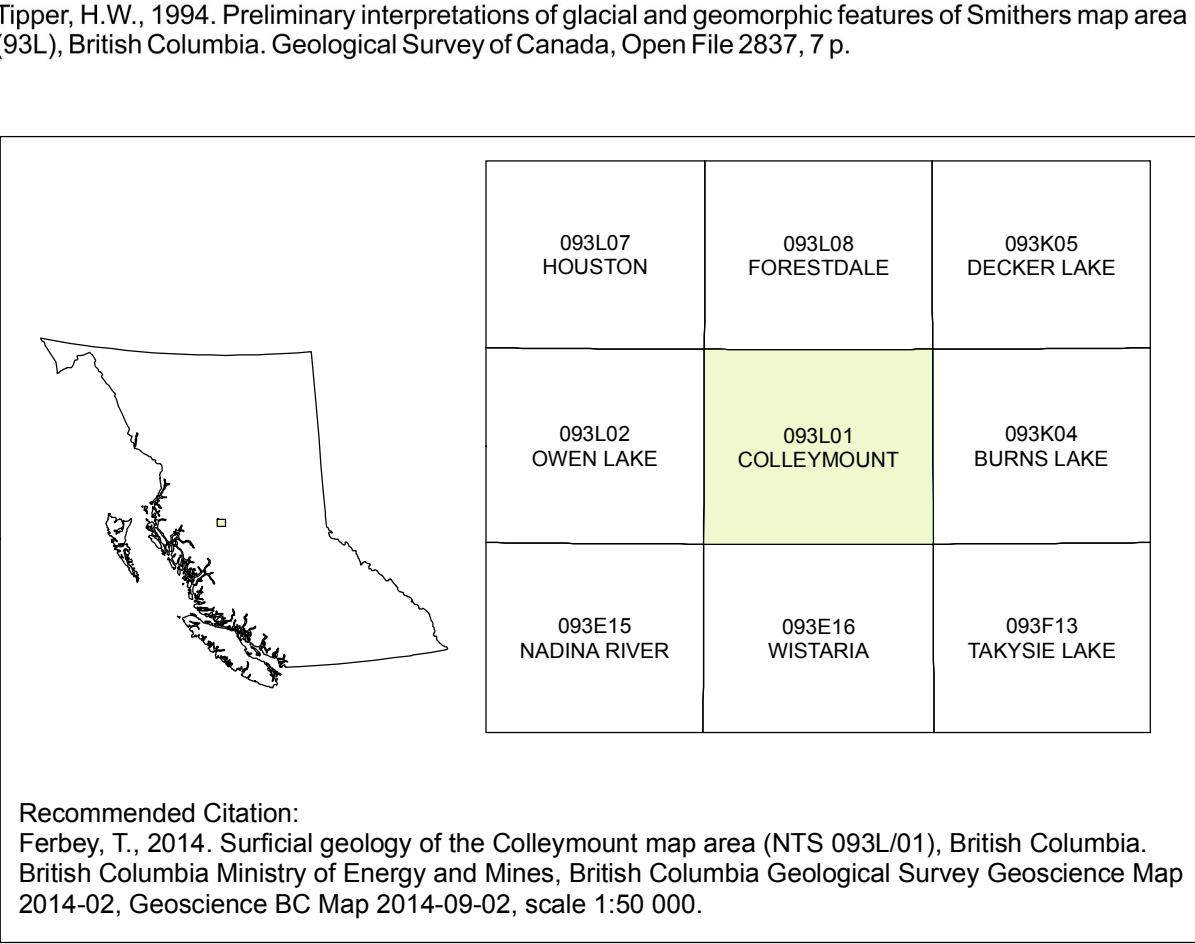 Tipper, H.W., 1994. Preliminary interpretations of glacial and geomorphic features of Smithers map area
(93L), British Columbia. Geological Survey of Canada, Open File 2837, 7 p.
093L07
HOUSTON
093L08
FORESTDALE
093K05
DECKER LAKE
093L02
OWEN LAKE
093L01
COLLEYMOUNT
093K04
BURNS LAKE
093E15
NADINA RIVER
093E16
WISTARIA
093F13
TAKYSIE LAKE
Recommended Citation:
Ferbey, T., 2014. Surficial geology of the Colleymount map area (NTS 093L/01), British Columbia.
British Columbia Ministry of Energy and Mines, British Columbia Geological Survey Geoscience Map
2014-02, Geoscience BC Map 2014-09-02, scale 1:50 000.